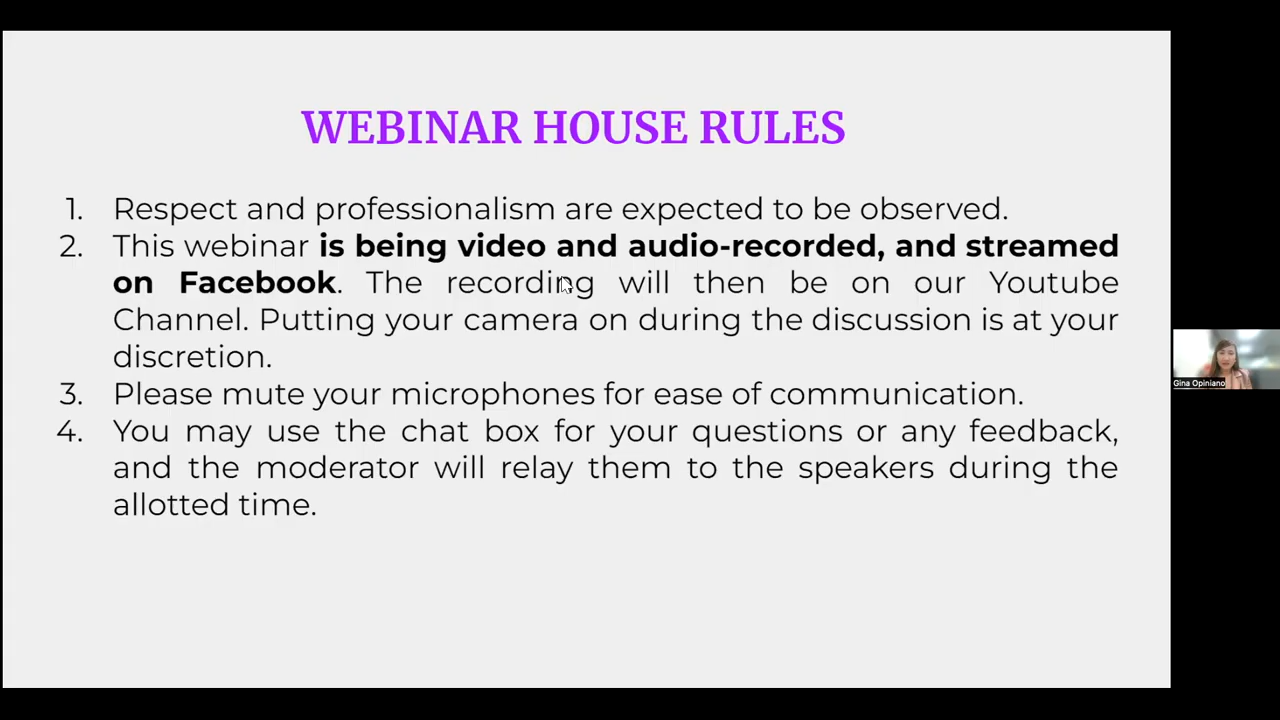 WEBINAR HOUSE RULES
1. Respect and professionalism are expected to be observed.
2. This webinar is being video and audio-recorded, and streamed
on Facebook. The recording will then be on our Youtube
Channel. Putting your camera on during the discussion is at your
discretion.
3. Please mute your microphones for ease of communication.
4. You may use the chat box for your questions or any feedback,
and the moderator will relay them to the speakers during the
allotted time.
Gina Opiniano